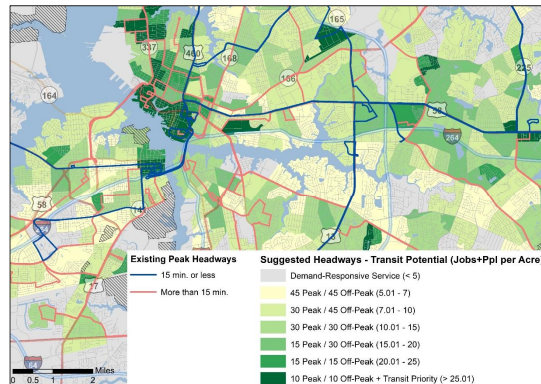 165
337
460
168
164
166
225
58
264
58
13
17
Existing Peak Headways
15 min. or less
More than 15 min.
Suggested Headways - Transit Potential (Jobs+Ppl per Acre)
Demand-Responsive Service (< 5)
45 Peak / 45 Off-Peak (5.01 - 7)
30 Peak / 45 Off-Peak (7.01 - 10)
30 Peak / 30 Off-Peak (10.01 - 15)
15 Peak / 30 Off-Peak (15.01 - 20)
15 Peak / 15 Off-Peak (20.01 - 25)
10 Peak / 10 Off-Peak + Transit Priority (> 25.01)
Miles
0 0.5 1 2